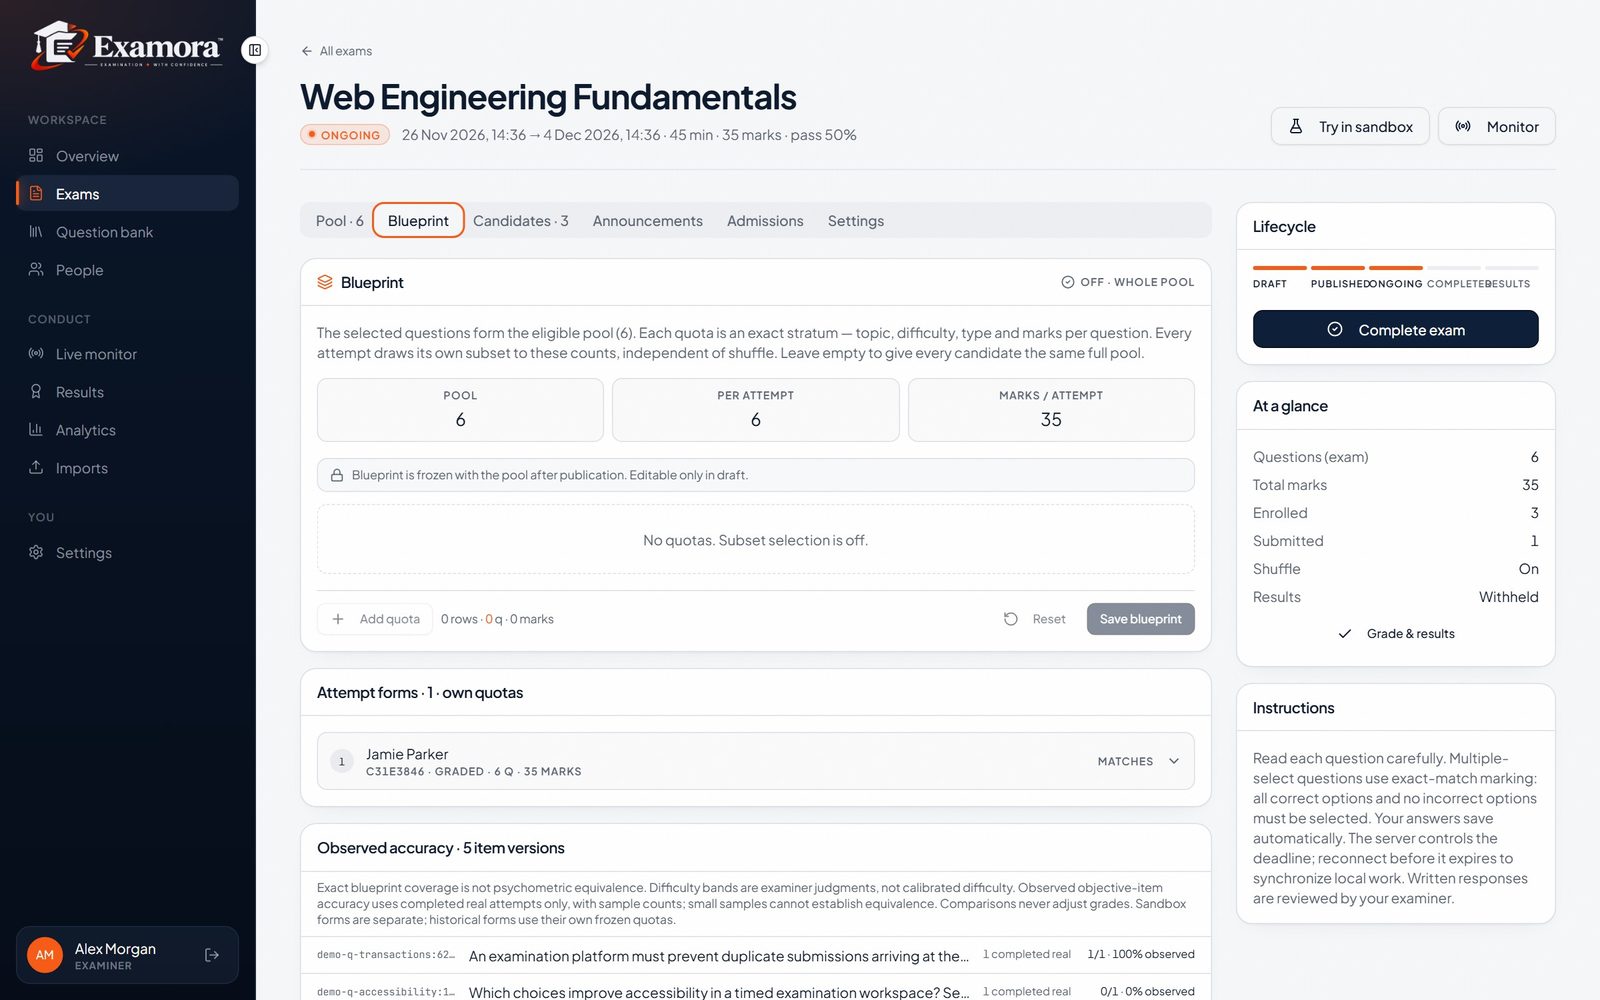 Examora™
EXAMINATION • WITH CONFIDENCE
WORKSPACE
Overview
Exams
Question bank
People
CONDUCT
Live monitor
Results
Analytics
Imports
YOU
Settings
AM
Alex Morgan
EXAMINER
← All exams
Web Engineering Fundamentals
ONGOING
26 Nov 2026, 14:36 → 4 Dec 2026, 14:36 · 45 min · 35 marks · pass 50%
Try in sandbox
Monitor
Pool · 6
Blueprint
Candidates · 3
Announcements
Admissions
Settings
Blueprint
OFF · WHOLE POOL
The selected questions form the eligible pool (6). Each quota is an exact stratum — topic, difficulty, type and marks per question. Every
attempt draws its own subset to these counts, independent of shuffle. Leave empty to give every candidate the same full pool.
POOL
6
PER ATTEMPT
6
MARKS / ATTEMPT
35
Blueprint is frozen with the pool after publication. Editable only in draft.
No quotas. Subset selection is off.
Add quota
0 rows · 0 q · 0 marks
Reset
Save blueprint
Attempt forms · 1 · own quotas
1
Jamie Parker
C31E3846 · GRADED · 6 Q · 35 MARKS
MATCHES
Observed accuracy · 5 item versions
Exact blueprint coverage is not psychometric equivalence. Difficulty bands are examiner judgments, not calibrated difficulty. Observed objective-item
accuracy uses completed real attempts only, with sample counts; small samples cannot establish equivalence. Comparisons never adjust grades. Sandbox
forms are separate; historical forms use their own frozen quotas.
demo-q-transactions:62…
An examination platform must prevent duplicate submissions arriving at the…
1 completed real
1/1 · 100% observed
demo-q-accessibility:1…
Which choices improve accessibility in a timed examination workspace? Se…
1 completed real
0/1 · 0% observed
Lifecycle
DRAFT
PUBLISHED
ONGOING
COMPLETED
RESULTS
Complete exam
At a glance
Questions (exam)
6
Total marks
35
Enrolled
3
Submitted
1
Shuffle
On
Results
Withheld
Grade & results
Instructions
Read each question carefully. Multiple-
select questions use exact-match marking:
all correct options and no incorrect options
must be selected. Your answers save
automatically. The server controls the
deadline; reconnect before it expires to
synchronize local work. Written responses
are reviewed by your examiner.